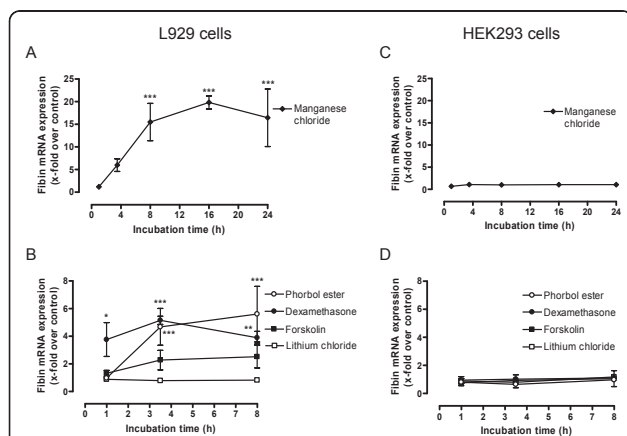 L929 cells
HEK293 cells
A
Fibin mRNA expression
(x-fold over control)
25
20
15
10
5
0
***
***
***
Manganese
chloride
0 4 8 12 16 20 24
Incubation time (h)
C
Fibin mRNA expression
(x-fold over control)
25
20
15
10
5
0
Manganese
chloride
0 4 8 12 16 20 24
Incubation time (h)
B
Fibin mRNA expression
(x-fold over control)
8
6
4
2
0
*
***
***
***
**
Phorbol ester
Dexamethasone
Forskolin
Lithium chloride
0 1 2 3 4 5 6 7 8
Incubation time (h)
D
Fibin mRNA expression
(x-fold over control)
8
6
4
2
0
Phorbol ester
Dexamethasone
Forskolin
Lithium chloride
0 1 2 3 4 5 6 7 8
Incubation time (h)